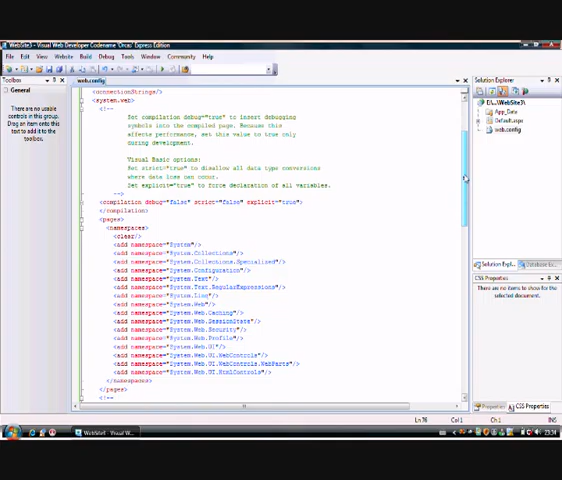 WebSite3 - Visual Web Developer Codename 'Orcas' Express Edition
File Edit View Website Build Debug Tools Window Community Help
Toolbox
General
There are no usable
controls in this group.
Drag an item onto this
text to add it to the
toolbox.
web.config
<connectionStrings/>
<system.web>
<!--
Set compilation debug="true" to insert debugging
symbols into the compiled page. Because this
affects performance, set this value to true only
during development.
Visual Basic options:
Set strict="true" to disallow all data type conversions
where data loss can occur.
Set explicit="true" to force declaration of all variables.
-->
<compilation debug="false" strict="false" explicit="true">
</compilation>
<pages>
<namespaces>
<clear/>
<add namespace="System"/>
<add namespace="System.Collections"/>
<add namespace="System.Collections.Specialized"/>
<add namespace="System.Configuration"/>
<add namespace="System.Text"/>
<add namespace="System.Text.RegularExpressions"/>
<add namespace="System.Linq"/>
<add namespace="System.Web"/>
<add namespace="System.Web.Caching"/>
<add namespace="System.Web.SessionState"/>
<add namespace="System.Web.Security"/>
<add namespace="System.Web.Profile"/>
<add namespace="System.Web.UI"/>
<add namespace="System.Web.UI.WebControls"/>
<add namespace="System.Web.UI.WebControls.WebParts"/>
<add namespace="System.Web.UI.HtmlControls"/>
</namespaces>
</pages>
<!--
Solution Explorer
D:\...\WebSite3\
App_Data
Default.aspx
web.config
Solution Expl... Database Ex...
CSS Properties
There are no items to show for the
selected document.
Properties CSS Properties
Ln 76 Col 1 Ch 1 INS
WebSite3 - Visual W...